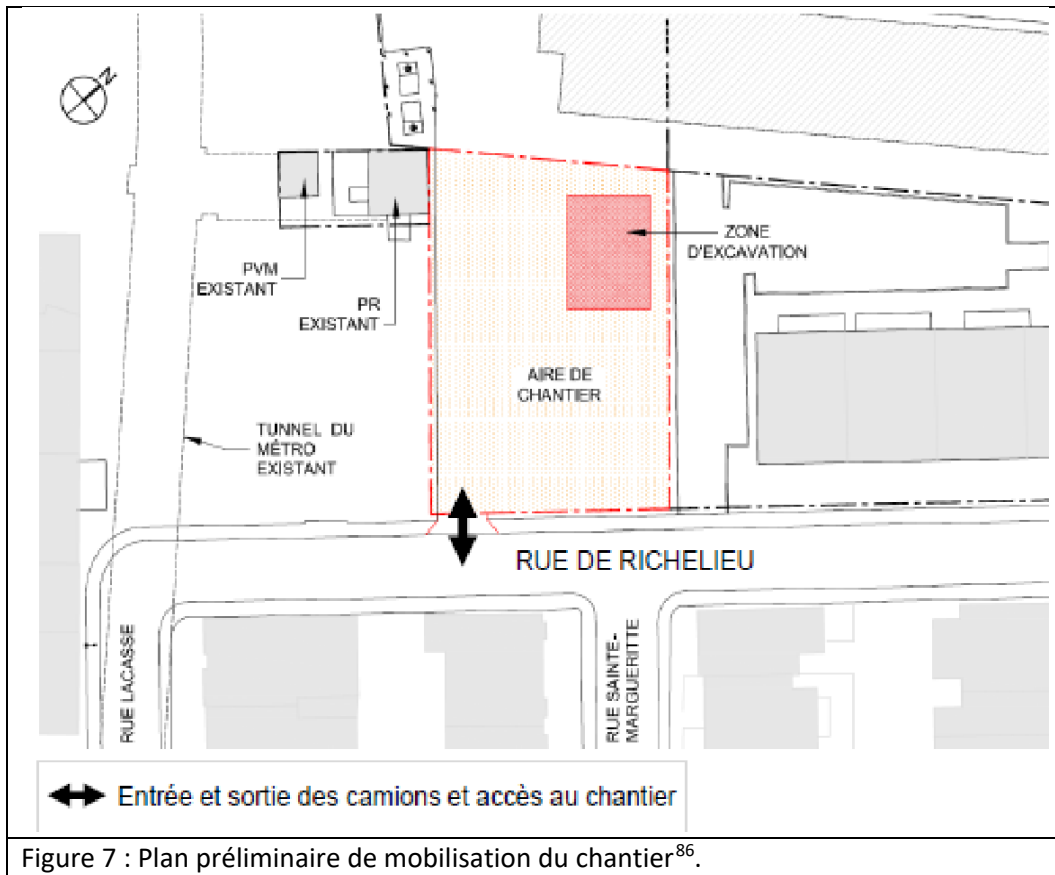 N
PVM
EXISTANT
PR
EXISTANT
ZONE
D'EXCAVATION
AIRE DE
CHANTIER
TUNNEL DU
MÉTRO
EXISTANT
RUE DE RICHELIEU
RUE LACASSE
RUE SAINTE-
MARGUERITTE
Entrée et sortie des camions et accès au chantier
Figure 7 : Plan préliminaire de mobilisation du chantier⁸⁶.